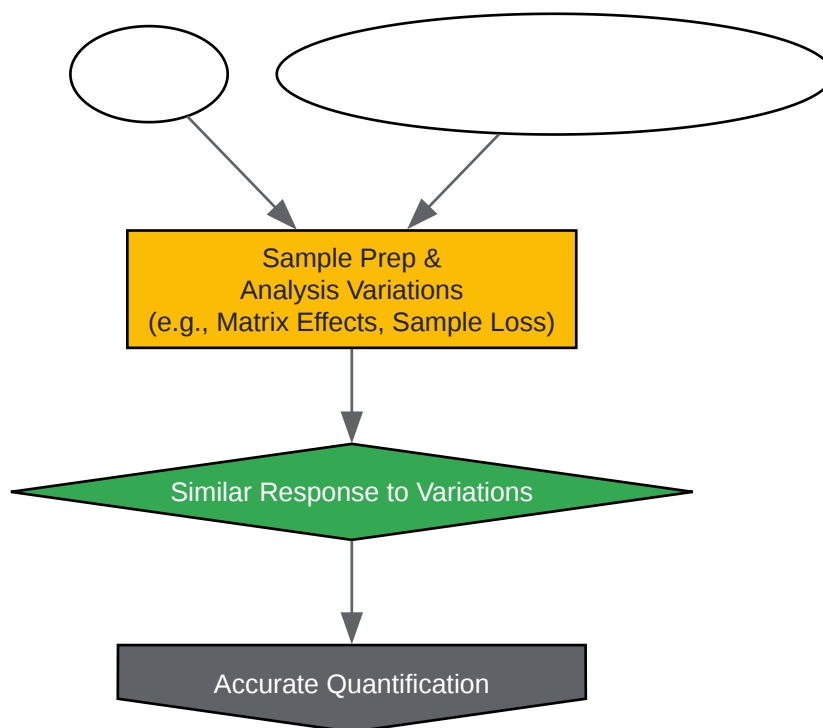 Sample Prep &
Analysis Variations
(e.g., Matrix Effects, Sample Loss)
Similar Response to Variations
Accurate Quantification